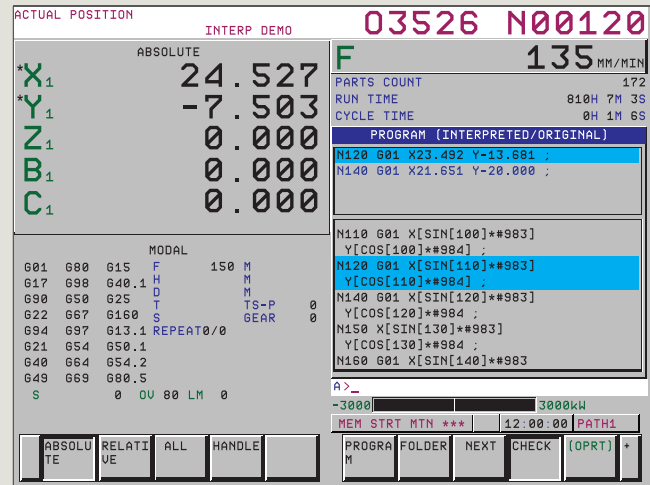 ACTUAL POSITION
INTERP DEMO
O3526 N00120
ABSOLUTE
*X1 24.527
*Y1 -7.503
Z1 0.000
B1 0.000
C1 0.000
F 135 MM/MIN
PARTS COUNT 172
RUN TIME 810H 7M 3S
CYCLE TIME 0H 1M 6S
PROGRAM (INTERPRETED/ORIGINAL)
N120 G01 X23.492 Y-13.681 ;
N140 G01 X21.651 Y-20.000 ;
N110 G01 X[SIN[100]*#983]
Y[COS[100]*#984] ;
N120 G01 X[SIN[110]*#983]
Y[COS[110]*#984] ;
N140 G01 X[SIN[120]*#983]
Y[COS[120]*#984] ;
N150 X[SIN[130]*#983]
Y[COS[130]*#984] ;
N160 G01 X[SIN[140]*#983
MODAL
G01 G80 G15 F 150 M
G17 G98 G40.1 H M
G90 G50 G25 D M
G22 G67 G160 T TS-P 0
G94 G97 G13.1 S GEAR 0
REPEAT0/0
G21 G54 G50.1
G40 G64 G54.2
G49 G69 G80.5
S 0 OV 80 LM 0
A>_
-3000 3000kW
MEM STRT MTN *** 12:00:00 PATH1
ABSOLU
TE
RELATI
VE
ALL
HANDLE
PROGRA
M
FOLDER
NEXT
CHECK
(OPRT)
+